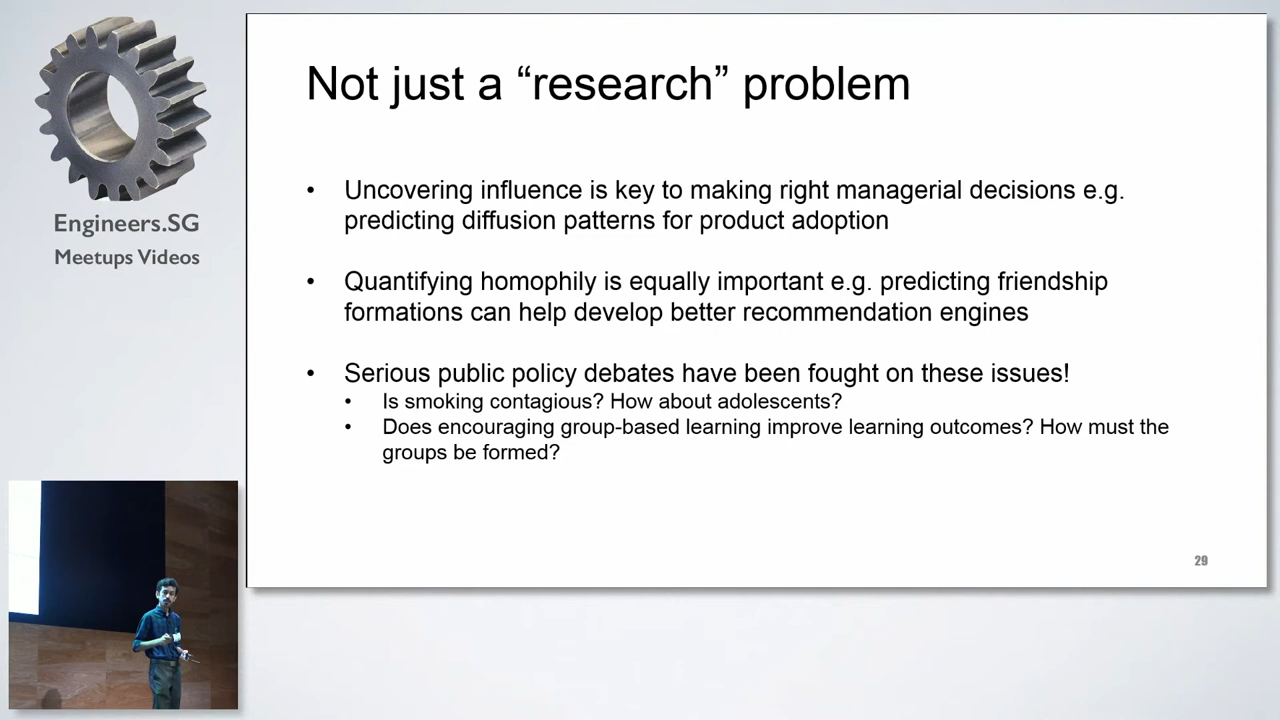 Engineers.SG
Meetups Videos
Not just a “research” problem
• Uncovering influence is key to making right managerial decisions e.g.
predicting diffusion patterns for product adoption
• Quantifying homophily is equally important e.g. predicting friendship
formations can help develop better recommendation engines
• Serious public policy debates have been fought on these issues!
• Is smoking contagious? How about adolescents?
• Does encouraging group-based learning improve learning outcomes? How must the
groups be formed?
29